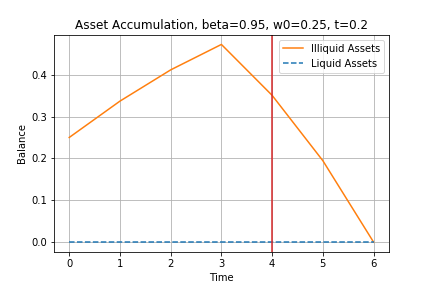 Asset Accumulation, beta=0.95, w0=0.25, t=0.2
Illiquid Assets
Liquid Assets
Balance
0.4
0.3
0.2
0.1
0.0
0 1 2 3 4 5 6
Time